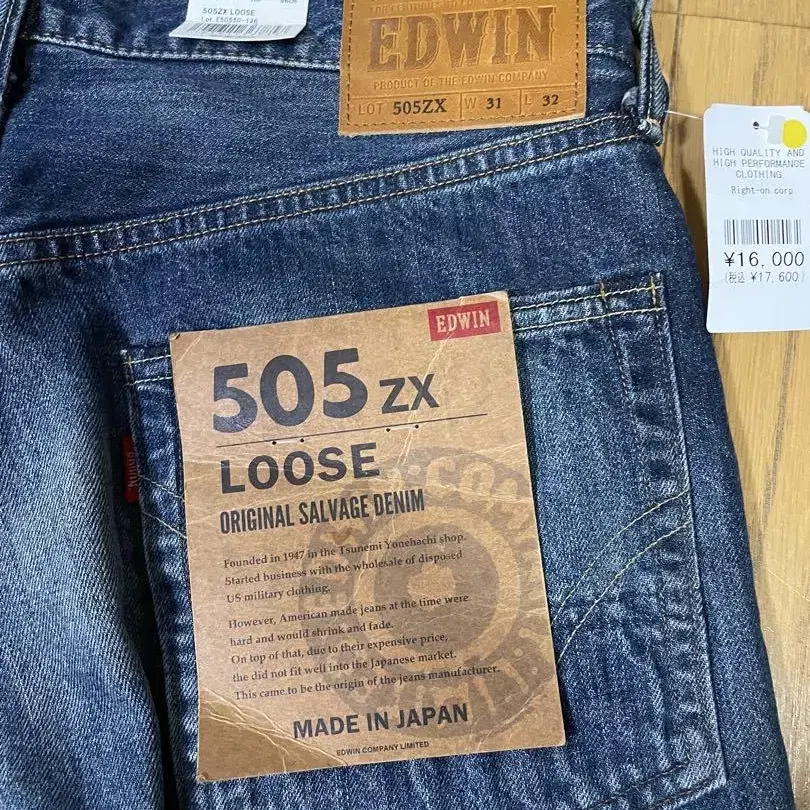 505ZX LOOSE
Lot. E50550-126
EDWIN
PRODUCT OF THE EDWIN COMPANY
LOT 505ZX W 31 L 32
HIGH QUALITY AND
HIGH PERFORMANCE
CLOTHING
Right-on corp.
¥16,000
(税込 ¥17,600)
EDWIN
505 ZX
LOOSE
ORIGINAL SALVAGE DENIM
Founded in 1947 in the Tsunemi Yonehachi shop.
Started business with the wholesale of disposed
US military clothing.
However, American made jeans at the time were
hard and would shrink and fade.
On top of that, due to their expensive price,
the did not fit well into the Japanese market.
This came to be the origin of the jeans manufacturer.
MADE IN JAPAN
EDWIN COMPANY LIMITED
EDWIN